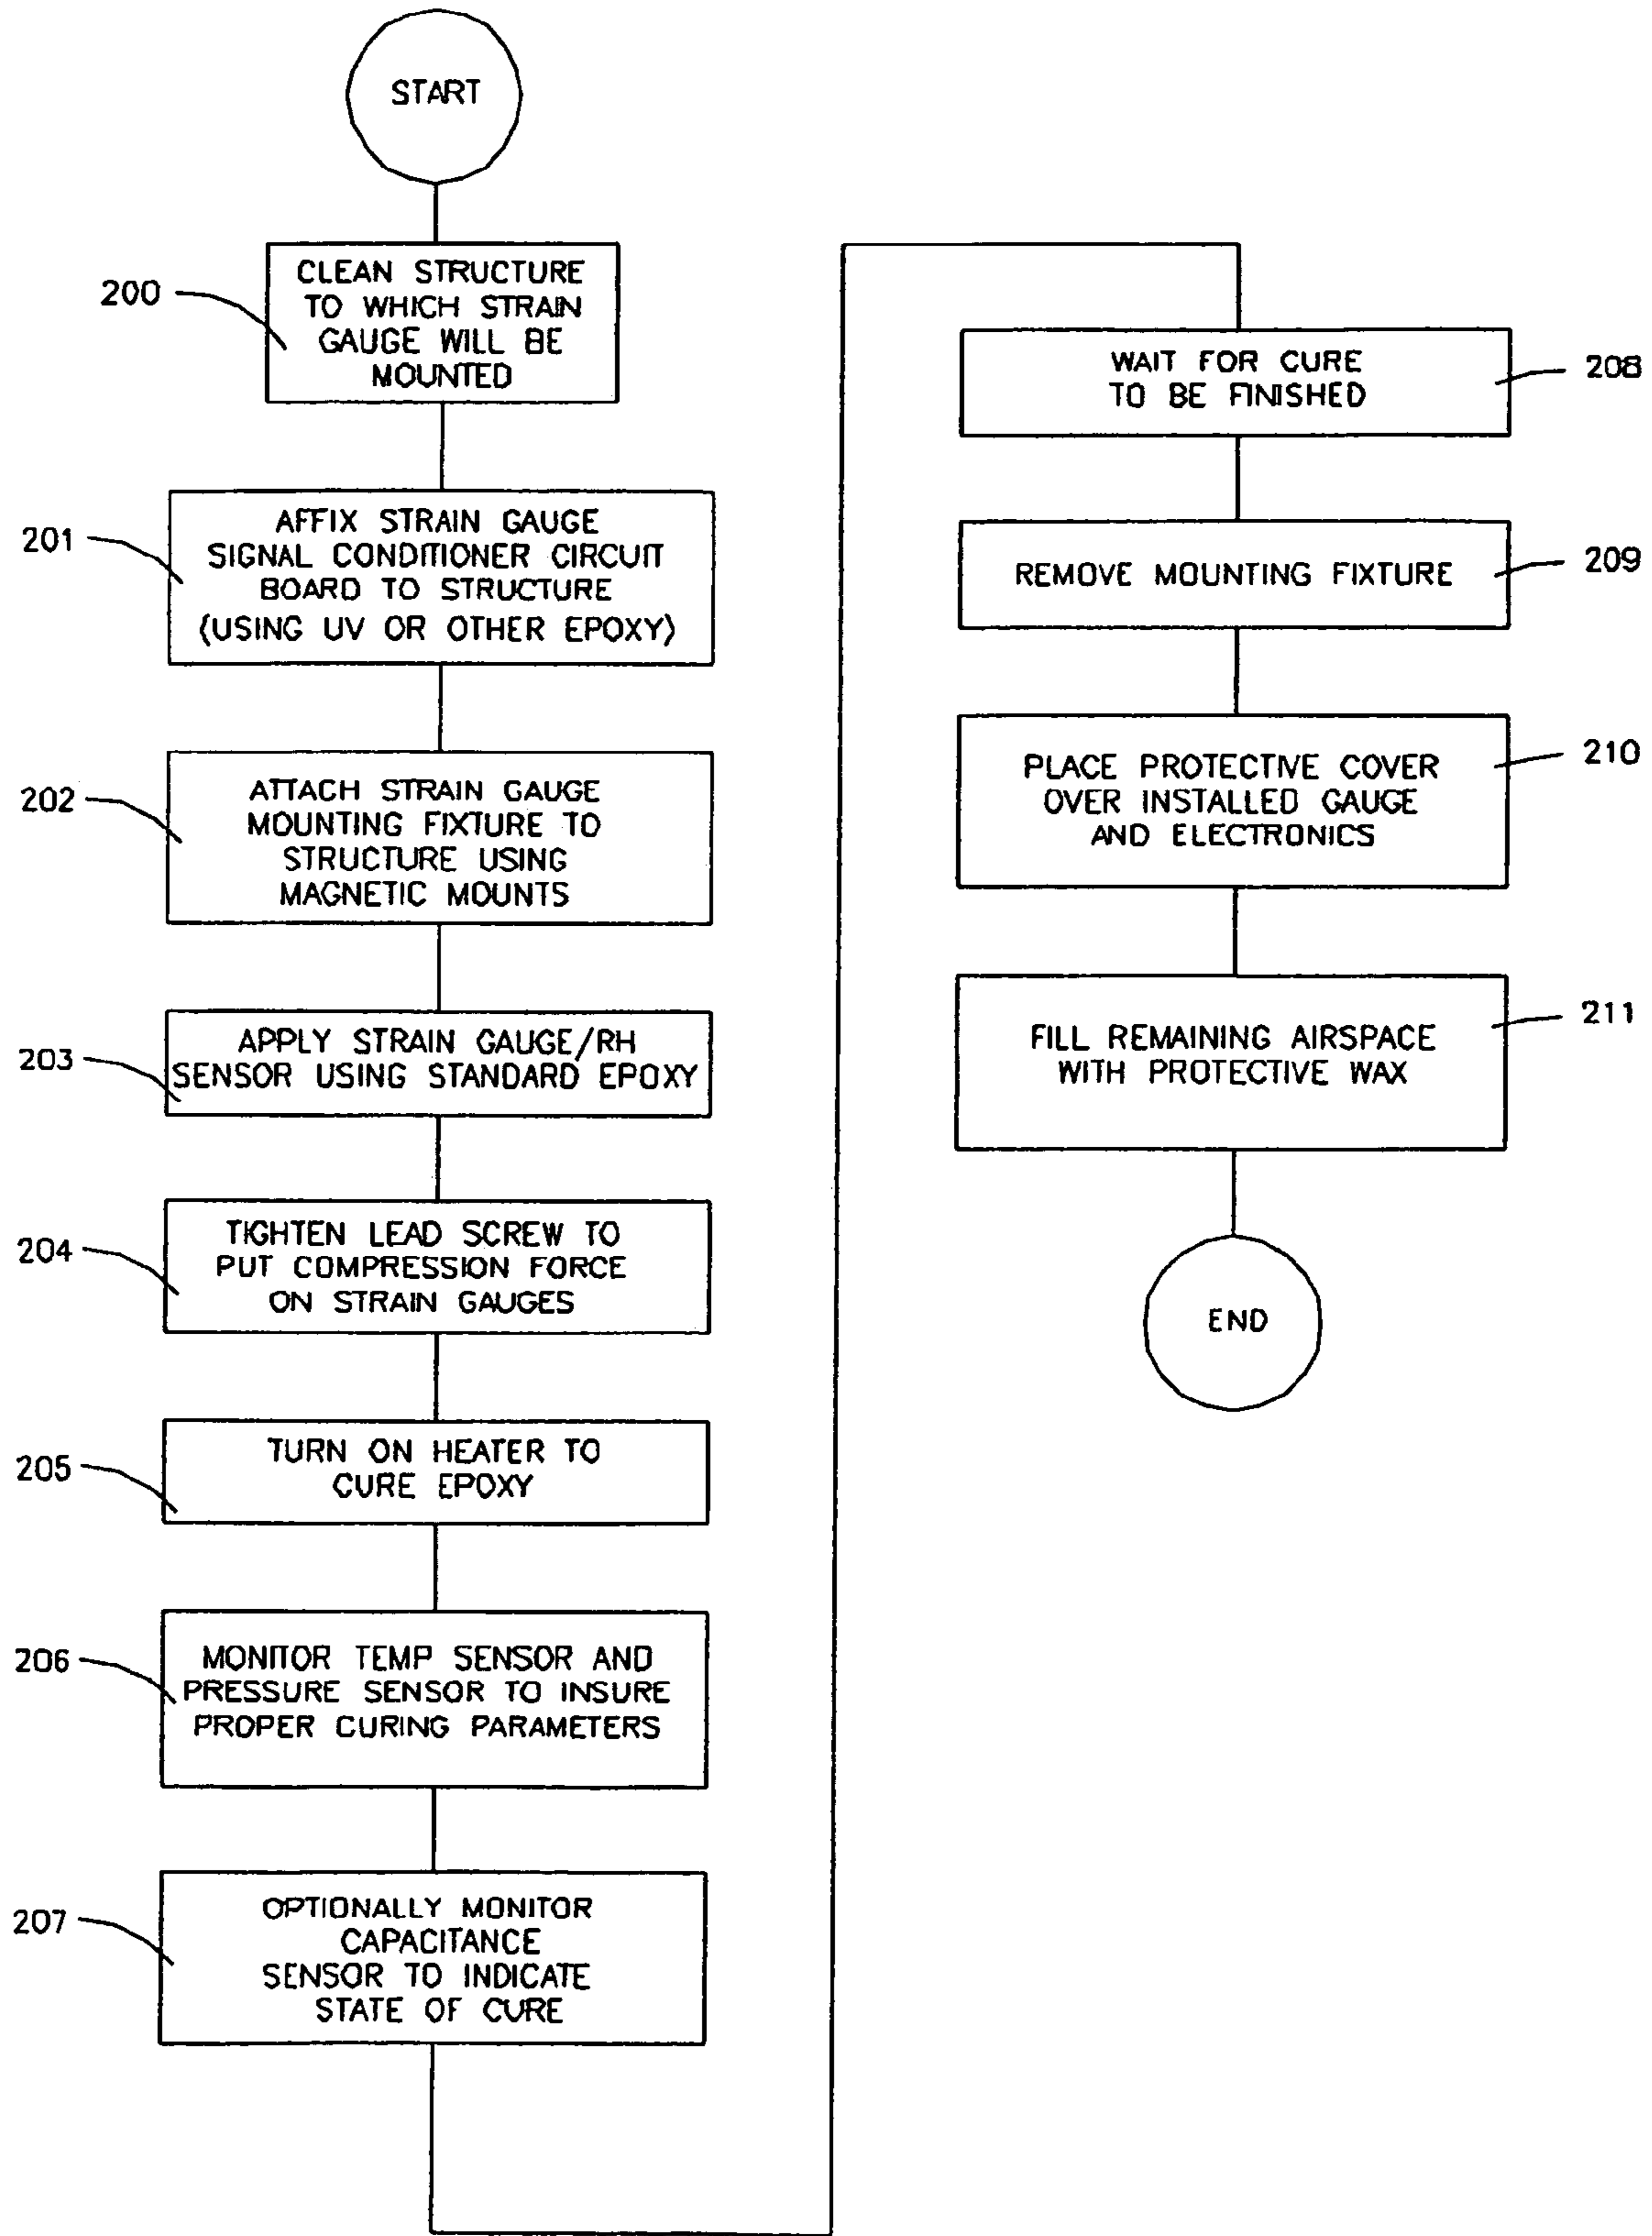 START
200
CLEAN STRUCTURE
TO WHICH STRAIN
GAUGE WILL BE
MOUNTED
201
AFFIX STRAIN GAUGE
SIGNAL CONDITIONER CIRCUIT
BOARD TO STRUCTURE
(USING UV OR OTHER EPOXY)
202
ATTACH STRAIN GAUGE
MOUNTING FIXTURE TO
STRUCTURE USING
MAGNETIC MOUNTS
203
APPLY STRAIN GAUGE/RH
SENSOR USING STANDARD EPOXY
204
TIGHTEN LEAD SCREW TO
PUT COMPRESSION FORCE
ON STRAIN GAUGES
205
TURN ON HEATER TO
CURE EPOXY
206
MONITOR TEMP SENSOR AND
PRESSURE SENSOR TO INSURE
PROPER CURING PARAMETERS
207
OPTIONALLY MONITOR
CAPACITANCE
SENSOR TO INDICATE
STATE OF CURE
WAIT FOR CURE
TO BE FINISHED
208
REMOVE MOUNTING FIXTURE
209
PLACE PROTECTIVE COVER
OVER INSTALLED GAUGE
AND ELECTRONICS
210
FILL REMAINING AIRSPACE
WITH PROTECTIVE WAX
211
END